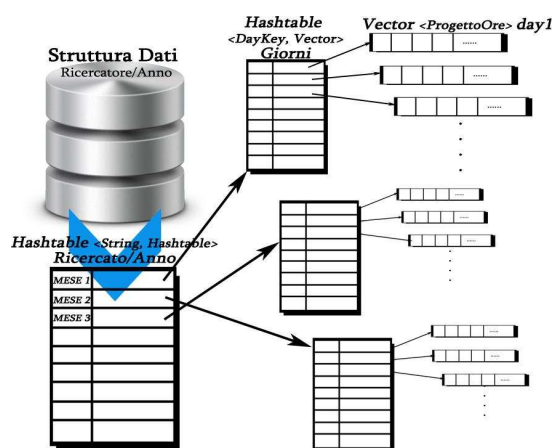 Struttura Dati
Ricercatore/Anno
Hashtable
<DayKey, Vector>
Giorni
Vector <ProgettoOre> day1
Hashtable <String, Hashtable>
Ricercato/Anno
MESE 1
MESE 2
MESE 3